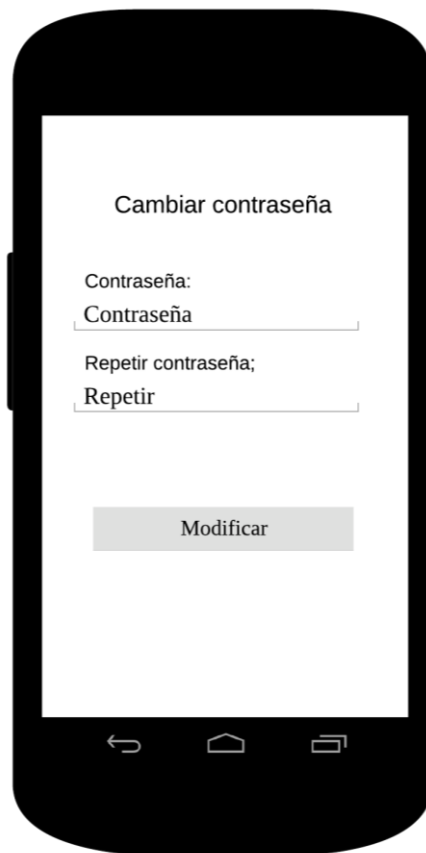 Cambiar contraseña
Contraseña:
Contraseña
Repetir contraseña;
Repetir
Modificar